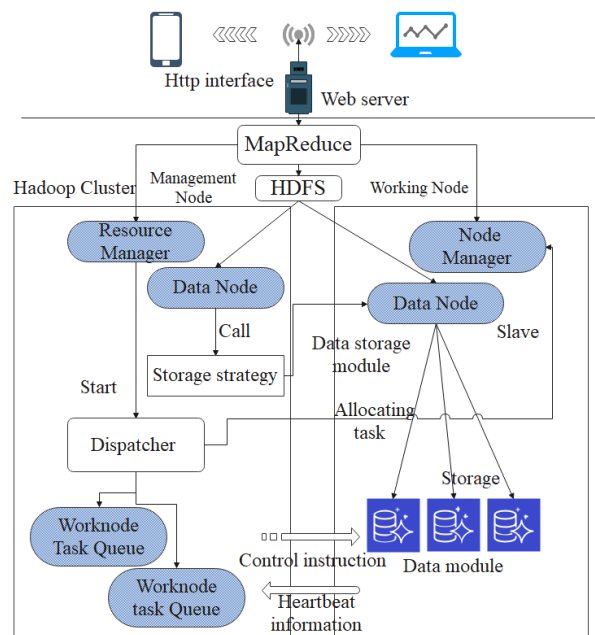 Http interface
Web server
MapReduce
Management
Node
HDFS
Working Node
Hadoop Cluster
Resource
Manager
Node
Manager
Data Node
Data Node
Call
Slave
Data storage
module
Storage strategy
Start
Allocating
task
Dispatcher
Storage
Worknode
Task Queue
Control instruction
Data module
Worknode
task Queue
Heartbeat
information